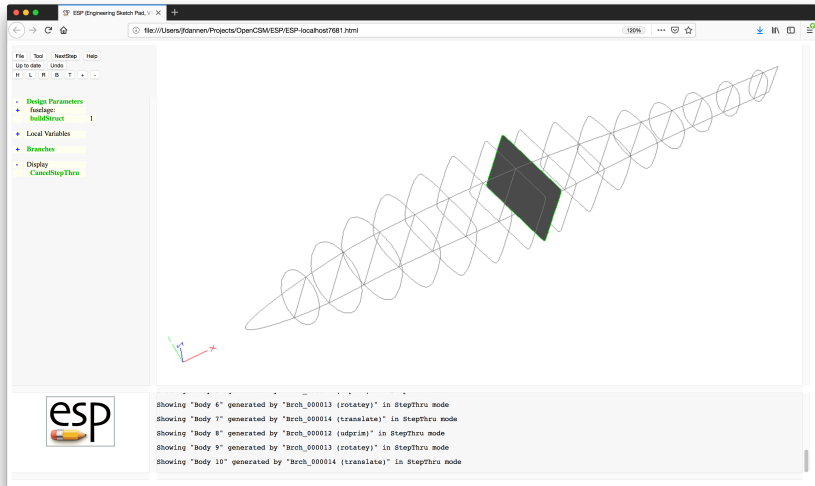 ESP (Engineering Sketch Pad, V
file:///Users/jfdannen/Projects/OpenCSM/ESP/ESP-localhost7681.html
120%
File Tool NextStep Help
Up to date Undo
H L R B T + -
- Design Parameters
+ fuselage:
buildStruct 1
+ Local Variables
+ Branches
- Display
CancelStepThru
X
esp
Showing "Body 6" generated by "Brch_000013 (rotatey)" in StepThru mode
Showing "Body 7" generated by "Brch_000014 (translate)" in StepThru mode
Showing "Body 8" generated by "Brch_000012 (udprim)" in StepThru mode
Showing "Body 9" generated by "Brch_000013 (rotatey)" in StepThru mode
Showing "Body 10" generated by "Brch_000014 (translate)" in StepThru mode